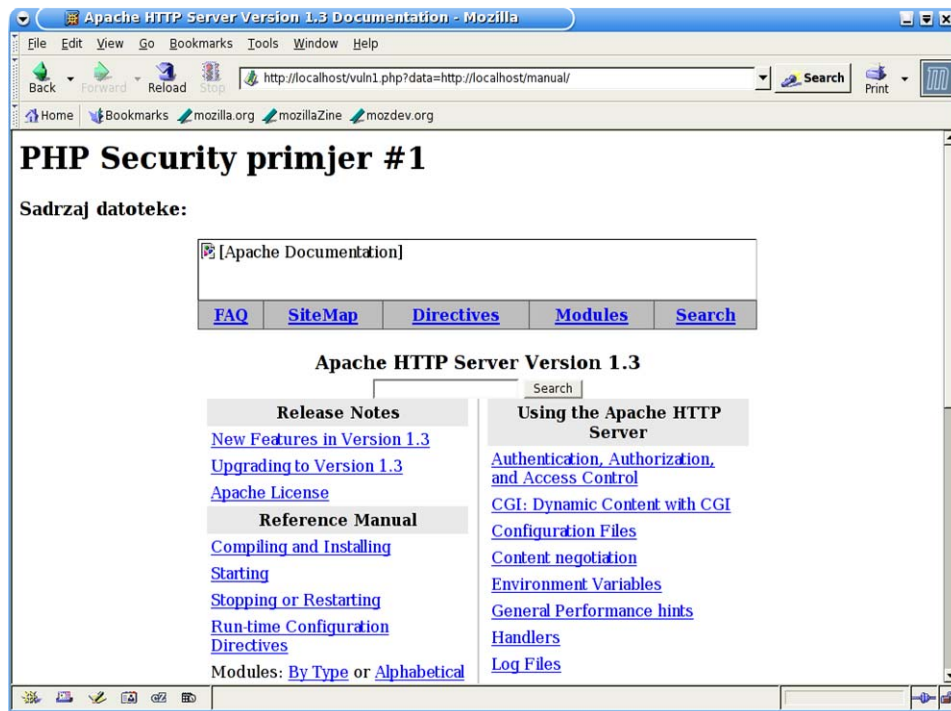 Apache HTTP Server Version 1.3 Documentation - Mozilla
File Edit View Go Bookmarks Tools Window Help
Back Forward Reload Stop http://localhost/vuln1.php?data=http://localhost/manual/ Search Print
Home Bookmarks mozilla.org mozillaZine mozdev.org
PHP Security primjer #1
Sadrzaj datoteke:
[Apache Documentation]
FAQ SiteMap Directives Modules Search
Apache HTTP Server Version 1.3
Search
Release Notes
New Features in Version 1.3
Upgrading to Version 1.3
Apache License
Reference Manual
Compiling and Installing
Starting
Stopping or Restarting
Run-time Configuration
Directives
Modules: By Type or Alphabetical
Using the Apache HTTP
Server
Authentication, Authorization,
and Access Control
CGI: Dynamic Content with CGI
Configuration Files
Content negotiation
Environment Variables
General Performance hints
Handlers
Log Files